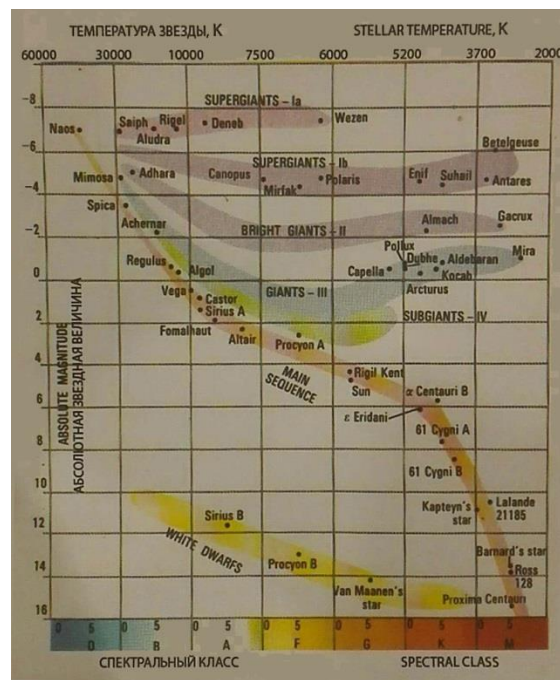 ТЕМПЕРАТУРА ЗВЕЗДЫ, К STELLAR TEMPERATURE, К
60000 30000 10000 7500 6000 5200 3700 2000
-8
SUPERGIANTS – Ia
Naos Saiph Rigel Deneb Wezen
Aludra
-6
Betelgeuse
SUPERGIANTS – Ib
Mimosa Adhara Canopus Polaris Enif Suhail Antares
Mirfak
-4
Spica
Achernar Almach Gacrux
-2
BRIGHT GIANTS – II
Pollux Mira
Regulus Algol Capella Dubhe Aldebaran
Kocab
0
Arcturus
Vega GIANTS – III
Castor
Sirius A SUBGIANTS – IV
2
Fomalhaut Altair Procyon A
4
MAIN SEQUENCE
Rigil Kent
Sun α Centauri B
6
ε Eridani
61 Cygni A
8
61 Cygni B
10
Kapteyn's star Lalande 21185
Sirius B
12
WHITE DWARFS
Barnard's star
Procyon B Ross 128
14
Van Maanen's star Proxima Centauri
16
ABSOLUTE MAGNITUDE
АБСОЛЮТНАЯ ЗВЕЗДНАЯ ВЕЛИЧИНА
0 5 0 5 0 5 0 5 0 5 0 5 0 5
O B A F G K M
СПЕКТРАЛЬНЫЙ КЛАСС SPECTRAL CLASS